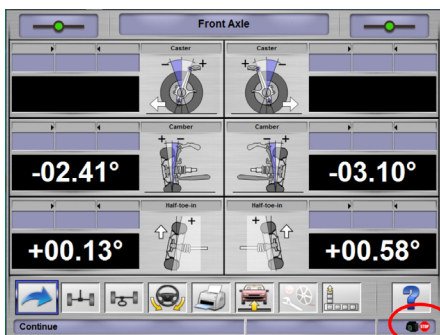 Front Axle
Caster
Caster
Camber
Camber
-02.41°
-03.10°
Half-toe-in
Half-toe-in
+00.13°
+00.58°
?
Continue